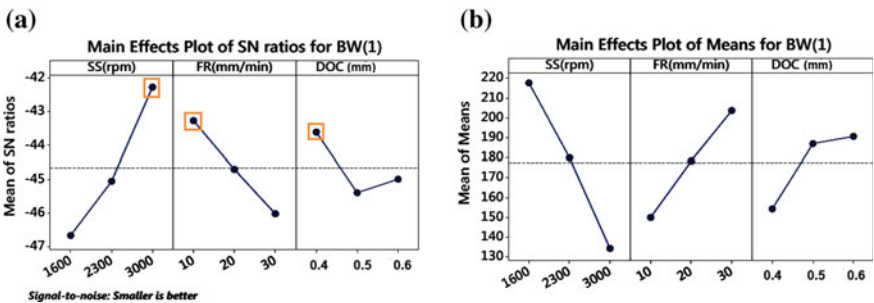 (a)
Main Effects Plot of SN ratios for BW(1)
SS(rpm) FR(mm/min) DOC (mm)
Mean of SN ratios
-42
-43
-44
-45
-46
-47
1600 2300 3000 10 20 30 0.4 0.5 0.6
Signal-to-noise: Smaller is better
(b)
Main Effects Plot of Means for BW(1)
SS(rpm) FR(mm/min) DOC (mm)
Mean of Means
220
210
200
190
180
170
160
150
140
130
1600 2300 3000 10 20 30 0.4 0.5 0.6